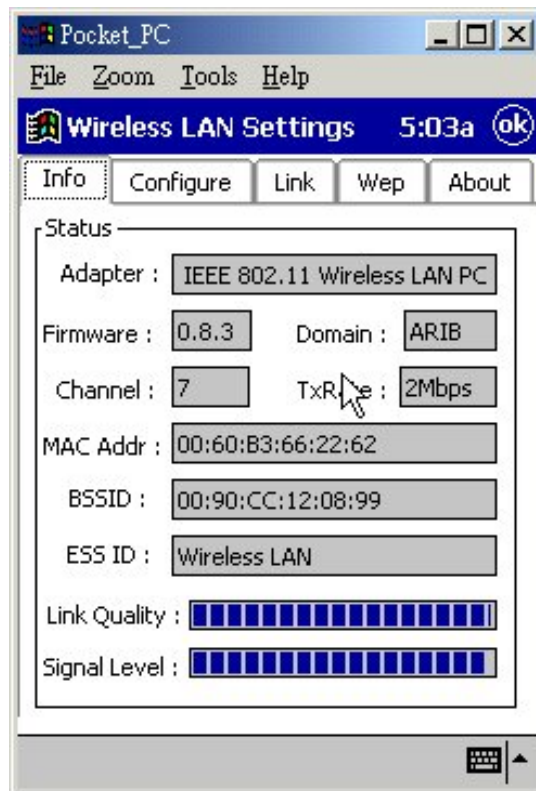 Pocket_PC
File Zoom Tools Help
Wireless LAN Settings 5:03a ok
Info Configure Link Wep About
Status
Adapter : IEEE 802.11 Wireless LAN PC
Firmware : 0.8.3 Domain : ARIB
Channel : 7 2Mbps
MAC Addr : 00:60:B3:66:22:62
BSSID : 00:90:CC:12:08:99
ESS ID : Wireless LAN
Link Quality :
Signal Level :